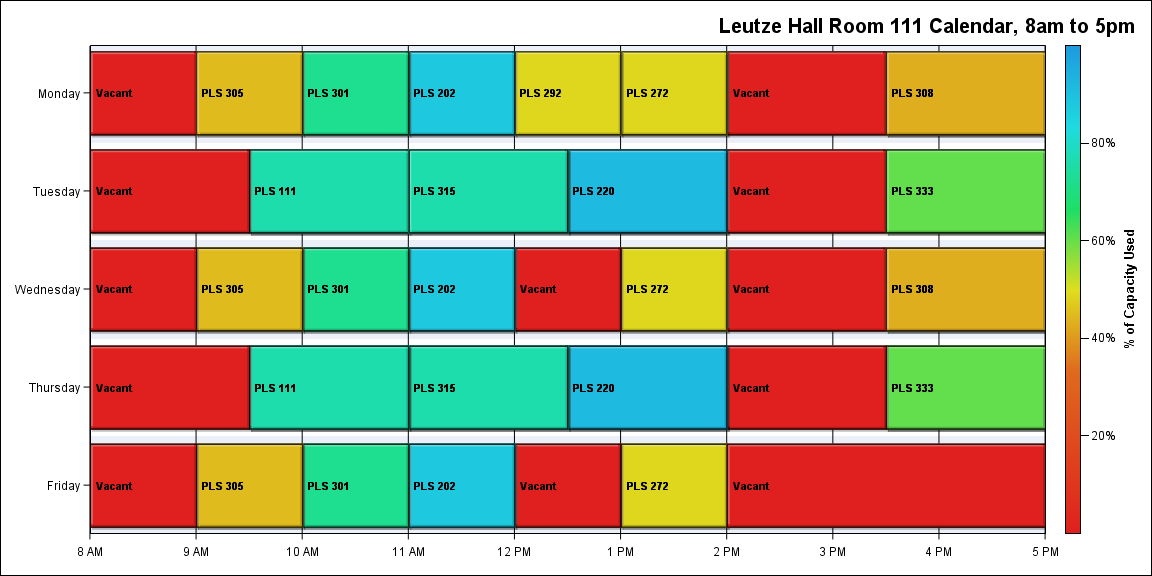 Leutze Hall Room 111 Calendar, 8am to 5pm
Monday
Vacant
PLS 305
PLS 301
PLS 202
PLS 292
PLS 272
Vacant
PLS 308
Tuesday
Vacant
PLS 111
PLS 315
PLS 220
Vacant
PLS 333
Wednesday
Vacant
PLS 305
PLS 301
PLS 202
Vacant
PLS 272
Vacant
PLS 308
Thursday
Vacant
PLS 111
PLS 315
PLS 220
Vacant
PLS 333
Friday
Vacant
PLS 305
PLS 301
PLS 202
Vacant
PLS 272
Vacant
8 AM
9 AM
10 AM
11 AM
12 PM
1 PM
2 PM
3 PM
4 PM
5 PM
80%
60%
40%
20%
% of Capacity Used